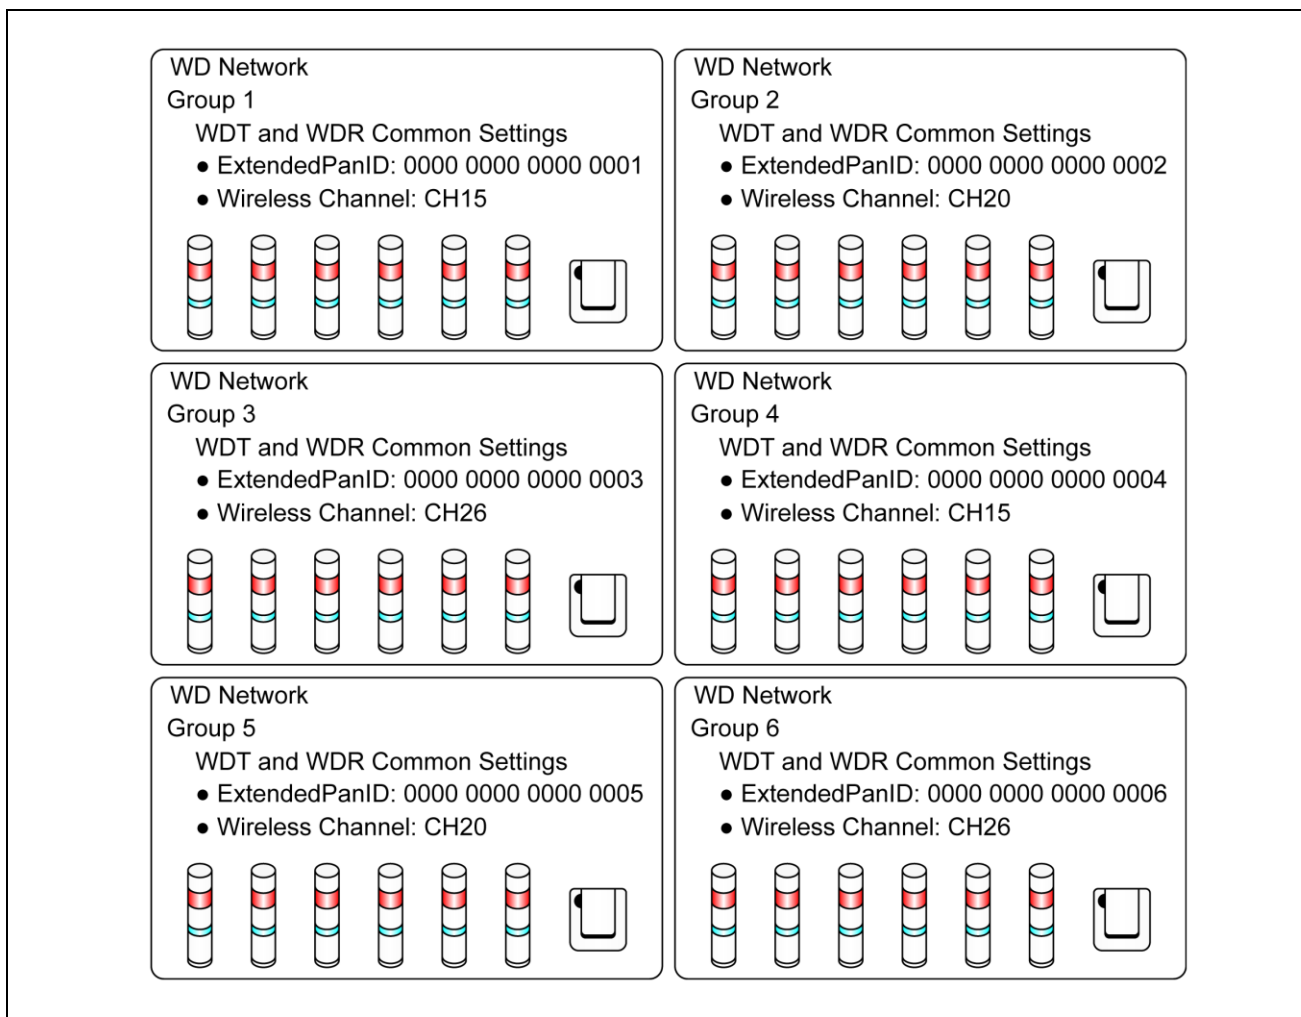 WD Network
Group 1
WDT and WDR Common Settings
● ExtendedPanID: 0000 0000 0000 0001
● Wireless Channel: CH15
WD Network
Group 2
WDT and WDR Common Settings
● ExtendedPanID: 0000 0000 0000 0002
● Wireless Channel: CH20
WD Network
Group 3
WDT and WDR Common Settings
● ExtendedPanID: 0000 0000 0000 0003
● Wireless Channel: CH26
WD Network
Group 4
WDT and WDR Common Settings
● ExtendedPanID: 0000 0000 0000 0004
● Wireless Channel: CH15
WD Network
Group 5
WDT and WDR Common Settings
● ExtendedPanID: 0000 0000 0000 0005
● Wireless Channel: CH20
WD Network
Group 6
WDT and WDR Common Settings
● ExtendedPanID: 0000 0000 0000 0006
● Wireless Channel: CH26